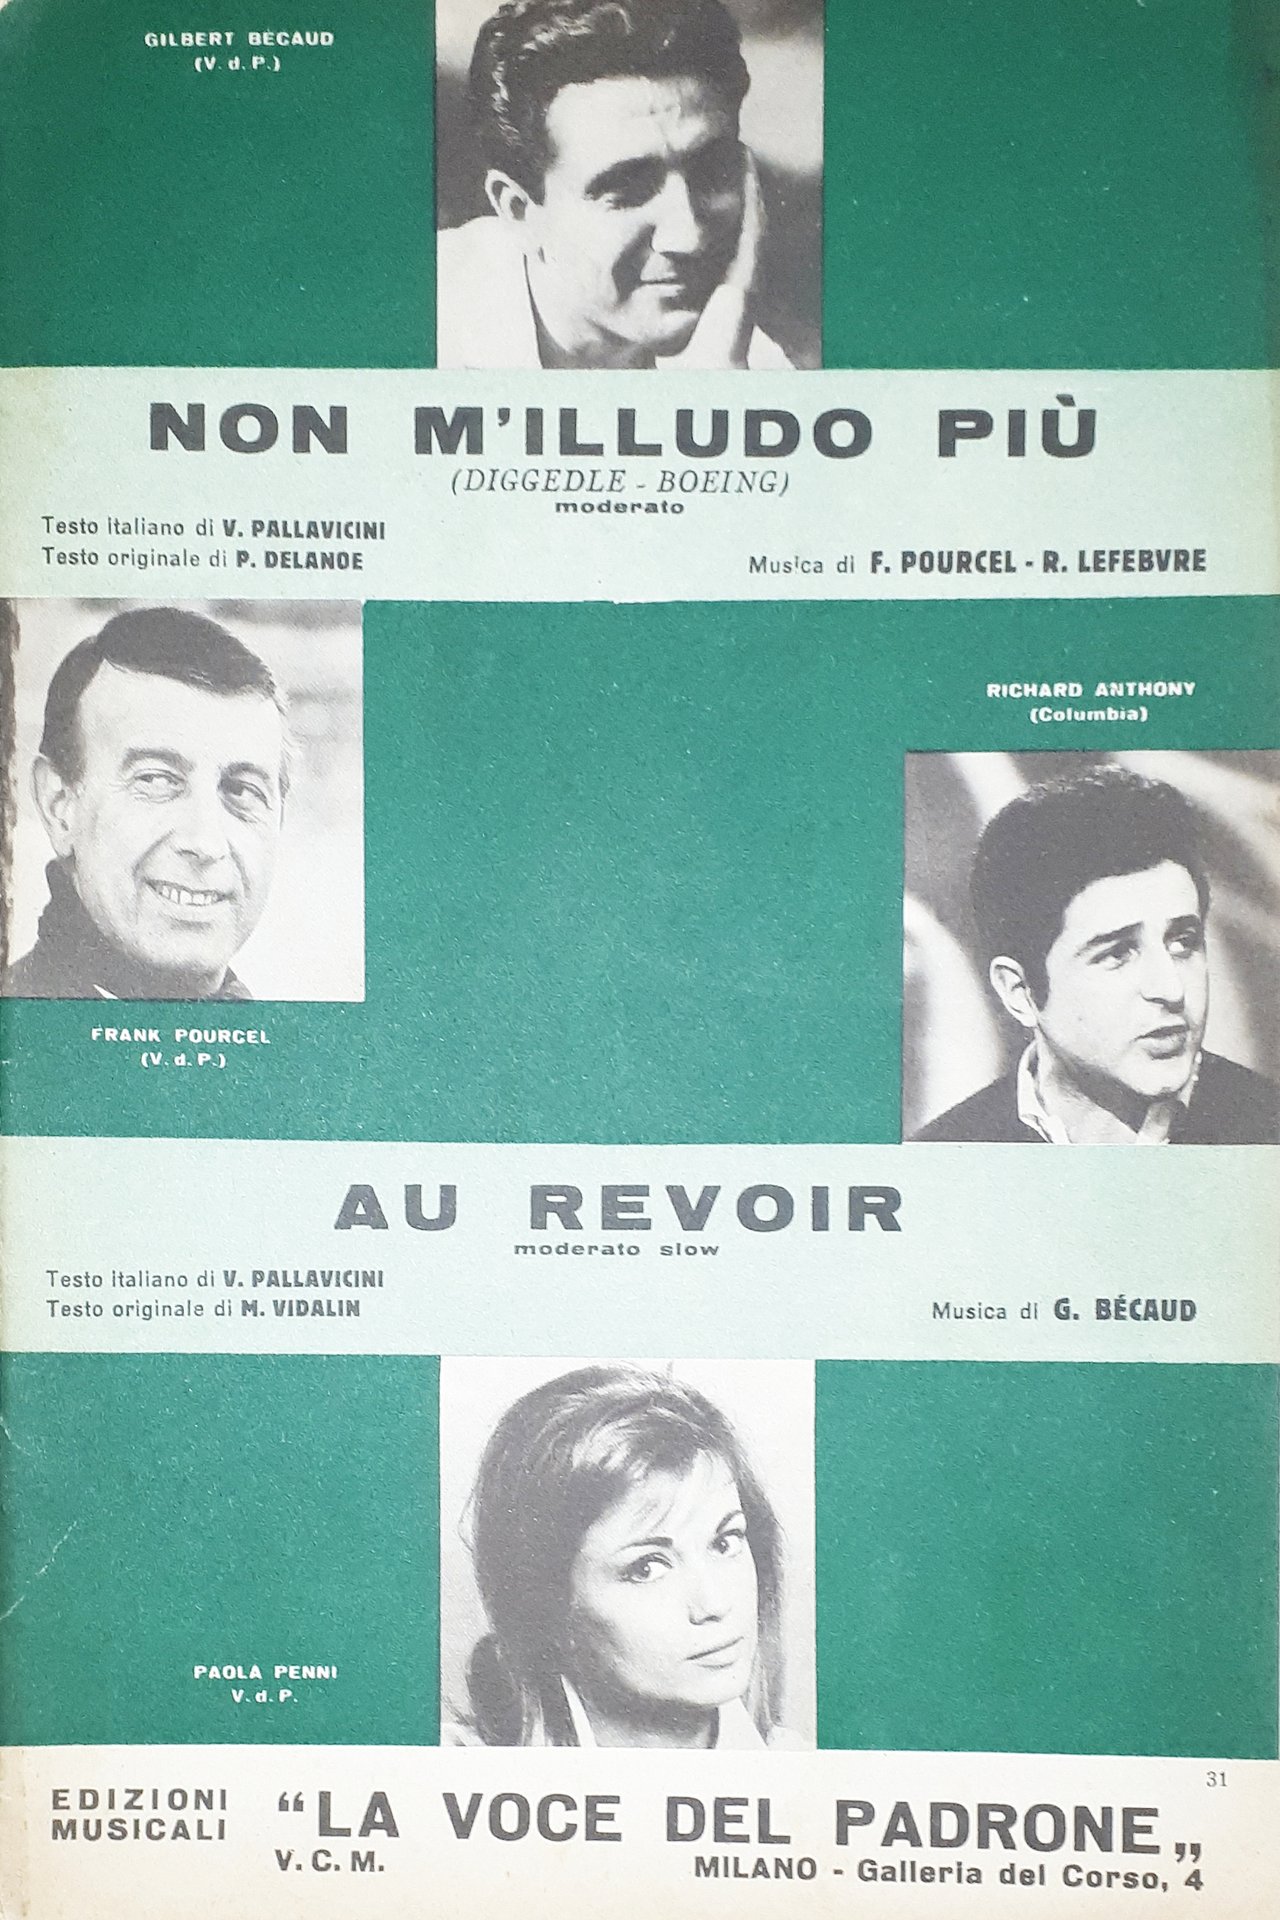 GILBERT BÉCAUD
(V. d. P.)
NON M'ILLUDO PIÙ
(DIGGEDLE - BOEING)
moderato
Testo italiano di V. PALLAVICINI
Testo originale di P. DELANOE
Musica di F. POURCEL - R. LEFEBVRE
RICHARD ANTHONY
(Columbia)
FRANK POURCEL
(V. d. P.)
AU REVOIR
moderato slow
Testo italiano di V. PALLAVICINI
Testo originale di M. VIDALIN
Musica di G. BÉCAUD
PAOLA PENNI
V. d. P.
31
EDIZIONI
MUSICALI
“LA VOCE DEL PADRONE„
V. C. M.
MILANO - Galleria del Corso, 4